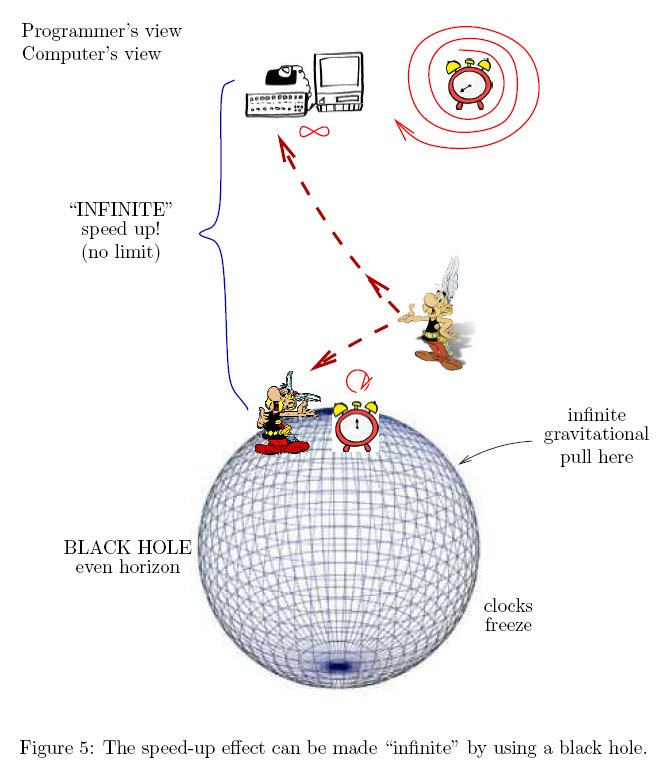 Programmer's view
Computer's view
∞
“INFINITE”
speed up!
(no limit)
infinite
gravitational
pull here
BLACK HOLE
even horizon
clocks
freeze
Figure 5: The speed-up effect can be made “infinite” by using a black hole.